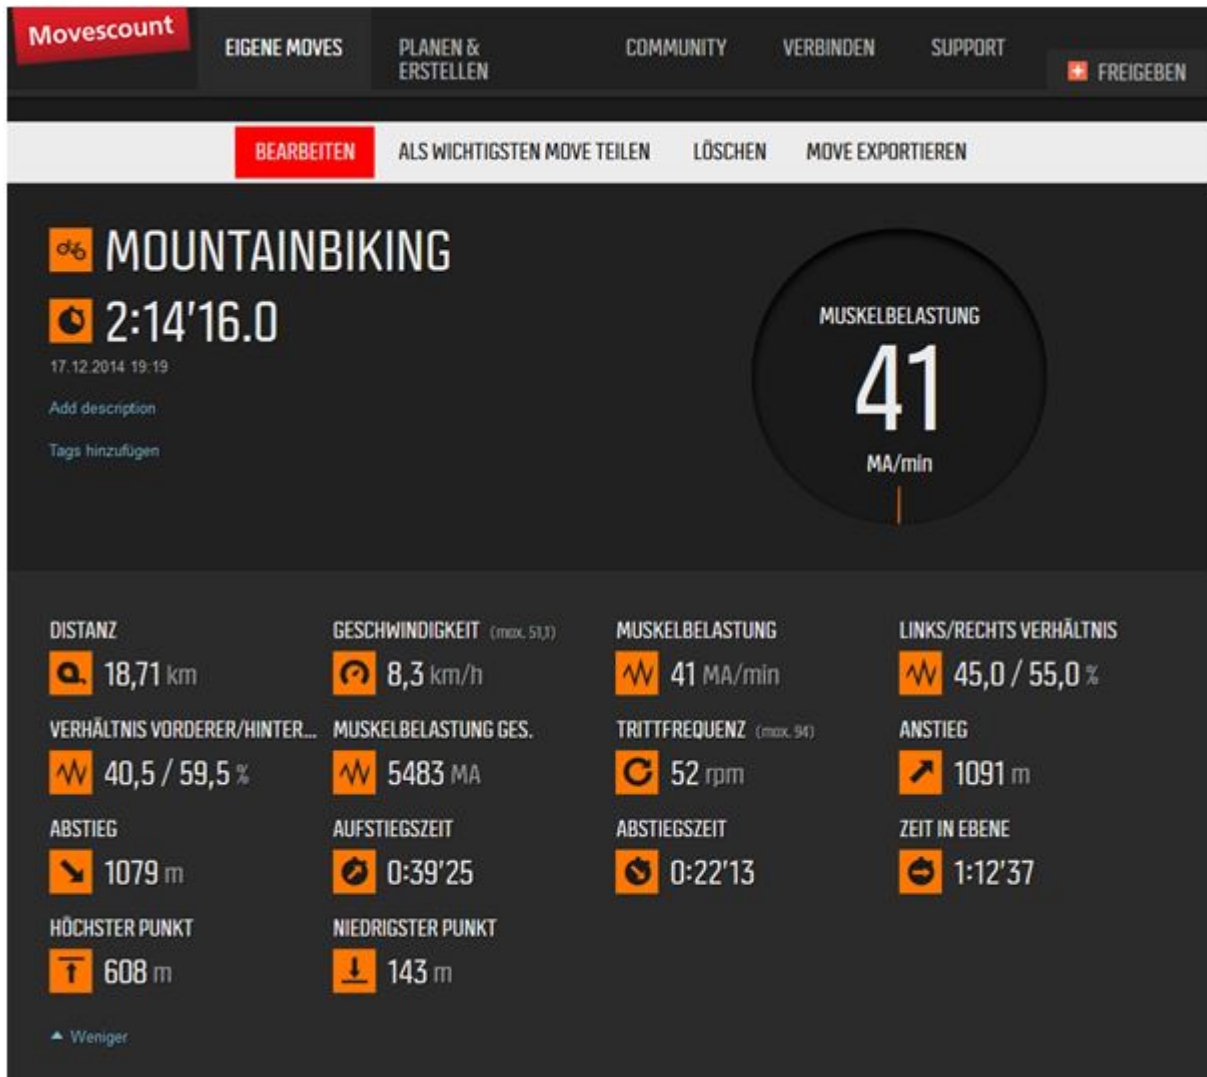 Movescount
EIGENE MOVES
PLANEN &
ERSTELLEN
COMMUNITY
VERBINDEN
SUPPORT
FREIGEBEN
BEARBEITEN
ALS WICHTIGSTEN MOVE TEILEN
LÖSCHEN
MOVE EXPORTIEREN
MOUNTAINBIKING
2:14'16.0
17.12.2014 19:19
Add description
Tags hinzufügen
MUSKELBELASTUNG
41
MA/min
DISTANZ
18,71 km
GESCHWINDIGKEIT (max. 51,1)
8,3 km/h
MUSKELBELASTUNG
41 MA/min
LINKS/RECHTS VERHÄLTNIS
45,0 / 55,0 %
VERHÄLTNIS VORDERER/HINTER...
40,5 / 59,5 %
MUSKELBELASTUNG GES.
5483 MA
TRITTFREQUENZ (max. 94)
52 rpm
ANSTIEG
1091 m
ABSTIEG
1079 m
AUFSTIEGSZEIT
0:39'25
ABSTIEGSZEIT
0:22'13
ZEIT IN EBENE
1:12'37
HÖCHSTER PUNKT
608 m
NIEDRIGSTER PUNKT
143 m
Weniger